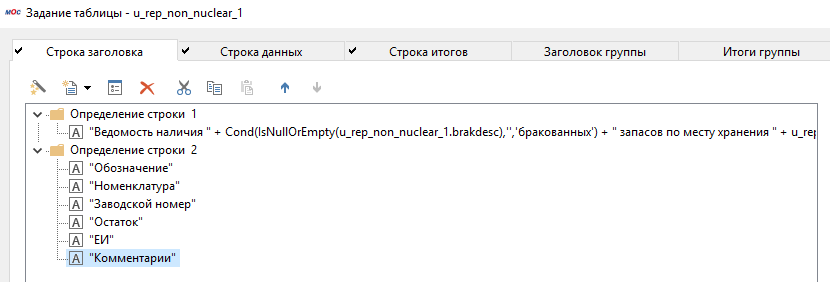 мос Задание таблицы - u_rep_non_nuclear_1
Строка заголовка Строка данных Строка итогов Заголовок группы Итоги группы
Определение строки 1
A "Ведомость наличия " + Cond(IsNullOrEmpty(u_rep_non_nuclear_1.brakdesc),'','бракованных') + " запасов по месту хранения " + u_rep
Определение строки 2
A "Обозначение"
A "Номенклатура"
A "Заводской номер"
A "Остаток"
A "ЕИ"
A "Комментарии"